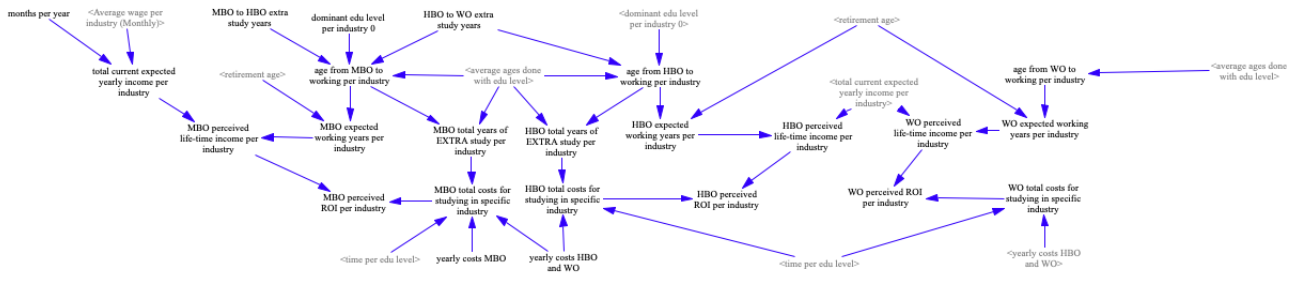 months per year
<Average wage per
industry (Monthly)>
MBO to HBO extra
study years
dominant edu level
per industry 0
HBO to WO extra
study years
<dominant edu level
per industry 0>
<retirement age>
total current expected
yearly income per
industry
<retirement age>
age from MBO to
working per industry
<average ages done
with edu level>
age from HBO to
working per industry
<total current expected
yearly income per
industry>
age from WO to
working per industry
<average ages done
with edu level>
MBO perceived
life-time income per
industry
MBO expected
working years per
industry
MBO total years of
EXTRA study per
industry
HBO total years of
EXTRA study per
industry
HBO expected
working years per
industry
HBO perceived
life-time income per
industry
WO perceived
life-time income per
industry
WO expected working
years per industry
MBO perceived
ROI per industry
MBO total costs for
studying in specific
industry
HBO total costs for
studying in specific
industry
HBO perceived
ROI per industry
WO perceived ROI
per industry
WO total costs for
studying in specific
industry
<time per edu level>
yearly costs MBO
yearly costs HBO
and WO
<time per edu level>
<yearly costs HBO
and WO>